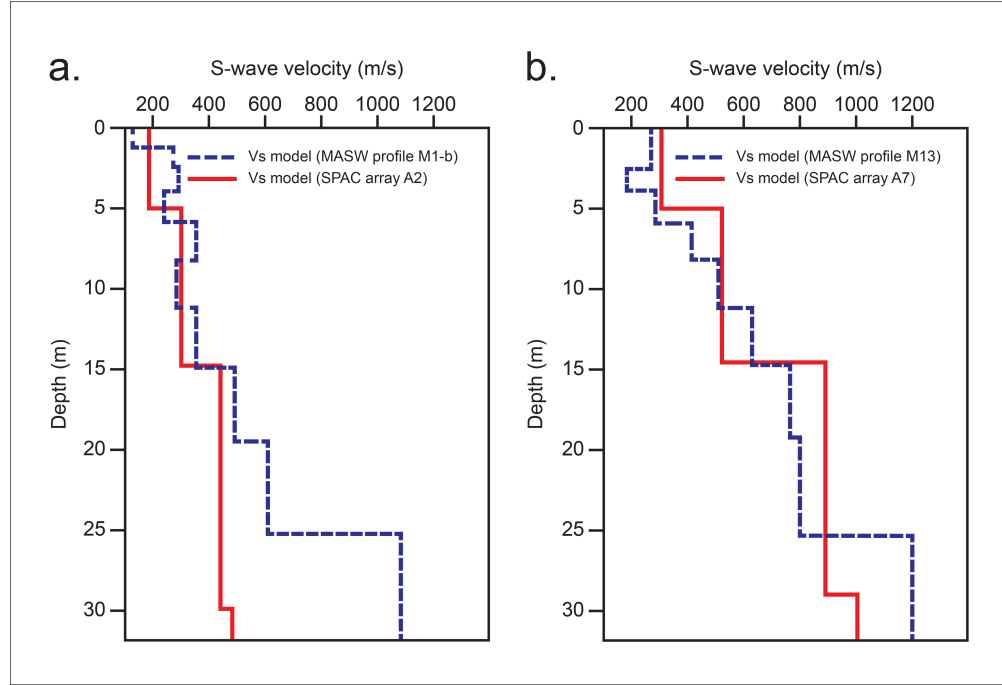 a.
S-wave velocity (m/s)
200 400 600 800 1000 1200
0
5
10
15
20
25
30
Depth (m)
Vs model (MASW profile M1-b)
Vs model (SPAC array A2)
b.
S-wave velocity (m/s)
200 400 600 800 1000 1200
0
5
10
15
20
25
30
Depth (m)
Vs model (MASW profile M13)
Vs model (SPAC array A7)